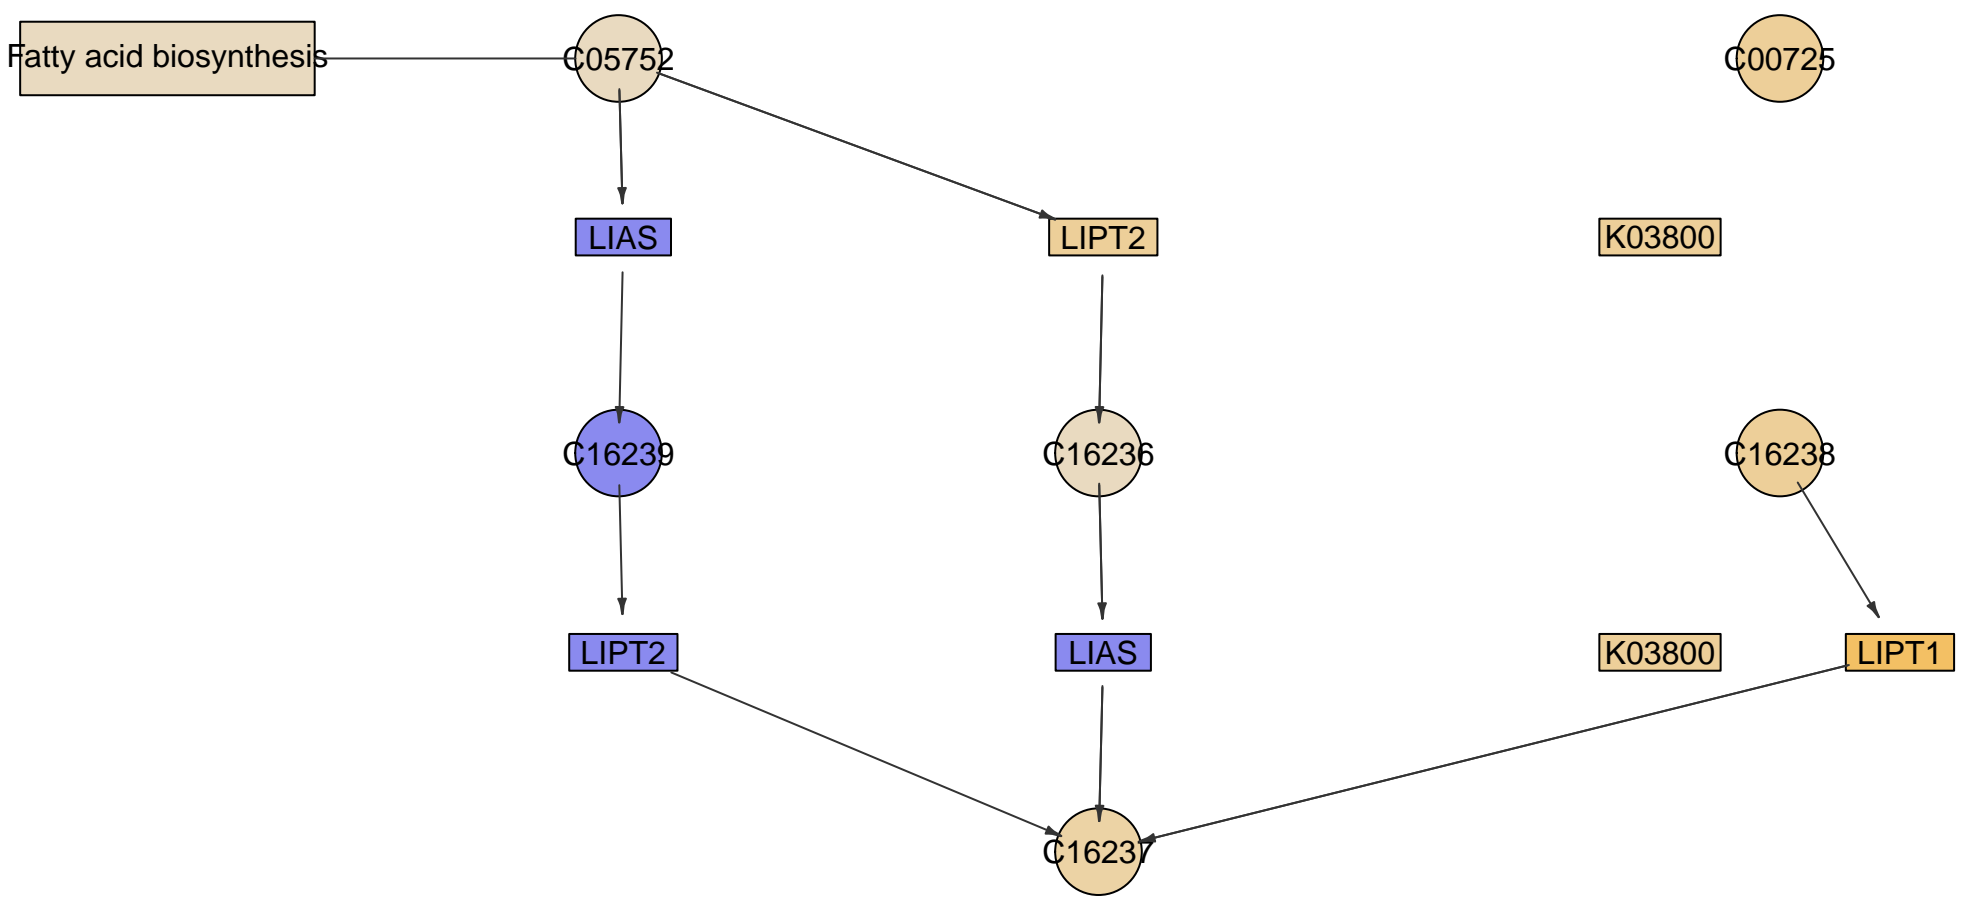 Fatty acid biosynthesis
C05752
C00725
LIAS
LIPT2
K03800
C16239
C16236
C16238
LIPT2
LIAS
K03800
LIPT1
C16237